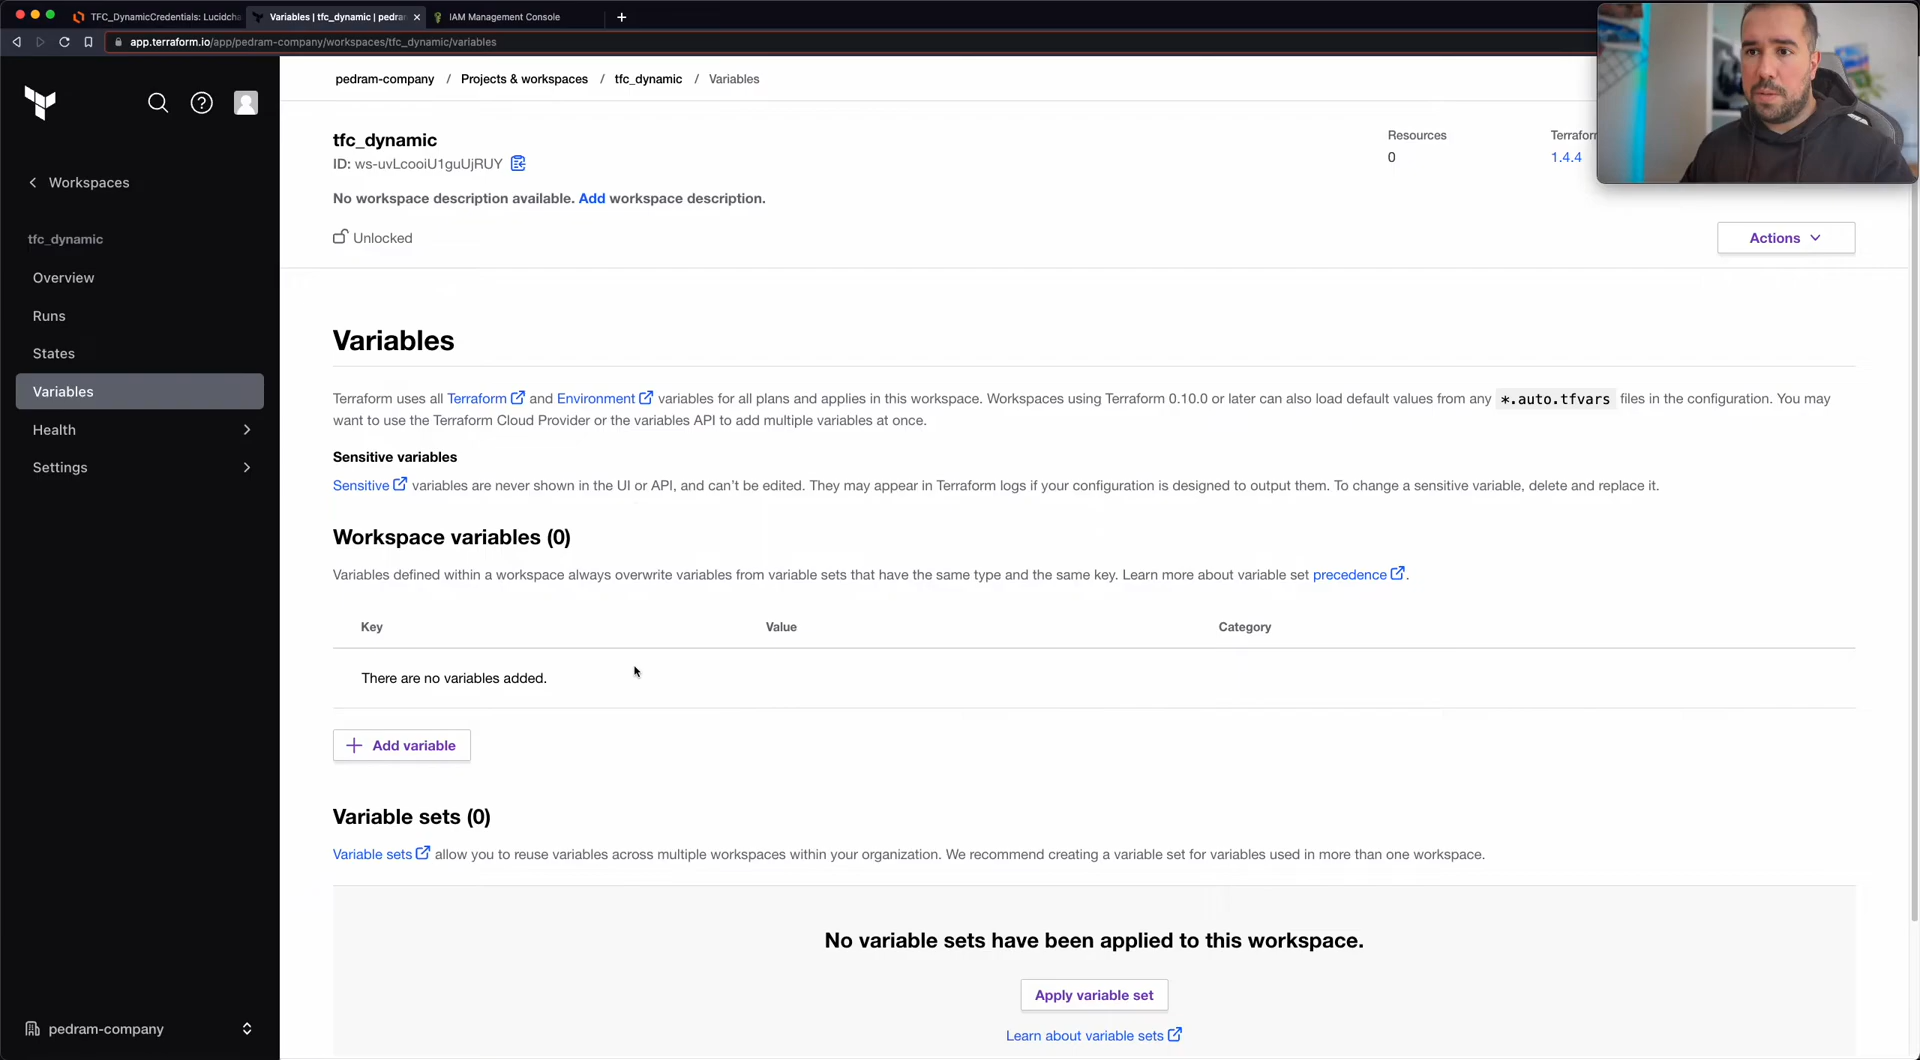 TFC_DynamicCredentials: Lucidcha
Variables | tfc_dynamic | pedram
IAM Management Console
app.terraform.io/app/pedram-company/workspaces/tfc_dynamic/variables
pedram-company / Projects & workspaces / tfc_dynamic / Variables
tfc_dynamic
ID: ws-uvLcooiU1guUjRUY
No workspace description available. Add workspace description.
Unlocked
Resources
0
Terraform
1.4.4
Actions
Workspaces
tfc_dynamic
Overview
Runs
States
Variables
Health
Settings
pedram-company
Variables
Terraform uses all Terraform and Environment variables for all plans and applies in this workspace. Workspaces using Terraform 0.10.0 or later can also load default values from any *.auto.tfvars files in the configuration. You may
want to use the Terraform Cloud Provider or the variables API to add multiple variables at once.
Sensitive variables
Sensitive variables are never shown in the UI or API, and can't be edited. They may appear in Terraform logs if your configuration is designed to output them. To change a sensitive variable, delete and replace it.
Workspace variables (0)
Variables defined within a workspace always overwrite variables from variable sets that have the same type and the same key. Learn more about variable set precedence.
Key Value Category
There are no variables added.
+ Add variable
Variable sets (0)
Variable sets allow you to reuse variables across multiple workspaces within your organization. We recommend creating a variable set for variables used in more than one workspace.
No variable sets have been applied to this workspace.
Apply variable set
Learn about variable sets